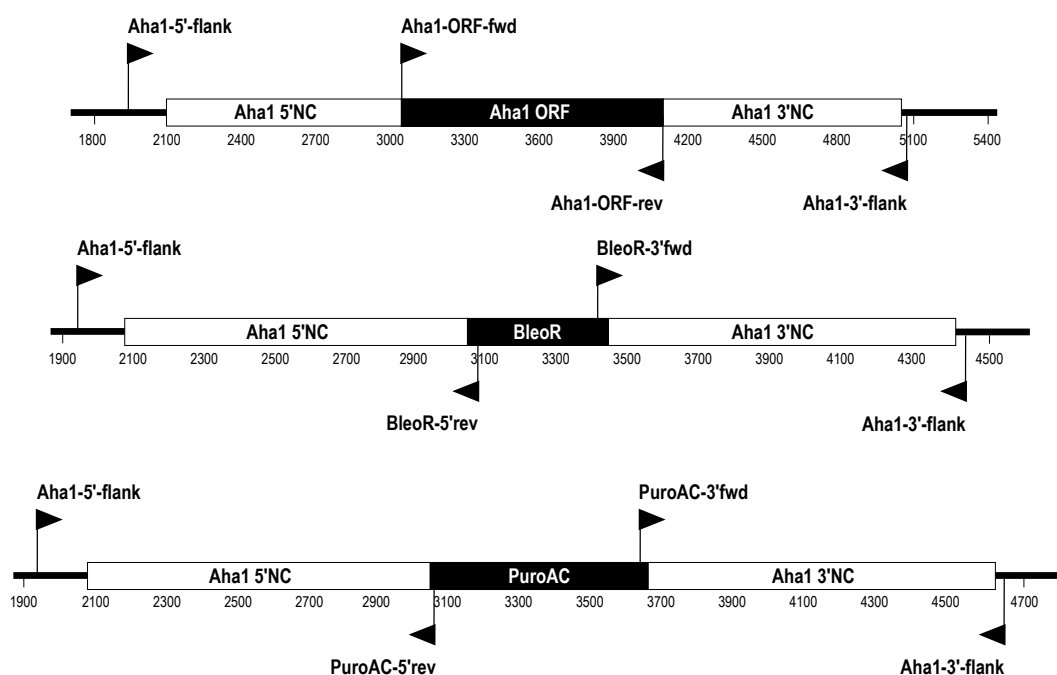 Aha1-5'-flank Aha1-ORF-fwd
Aha1 5'NC Aha1 ORF Aha1 3'NC
1800 2100 2400 2700 3000 3300 3600 3900 4200 4500 4800 5100 5400
Aha1-ORF-rev Aha1-3'-flank
Aha1-5'-flank BleoR-3'fwd
Aha1 5'NC BleoR Aha1 3'NC
1900 2100 2300 2500 2700 2900 3100 3300 3500 3700 3900 4100 4300 4500
BleoR-5'rev Aha1-3'-flank
Aha1-5'-flank PuroAC-3'fwd
Aha1 5'NC PuroAC Aha1 3'NC
1900 2100 2300 2500 2700 2900 3100 3300 3500 3700 3900 4100 4300 4500 4700
PuroAC-5'rev Aha1-3'-flank